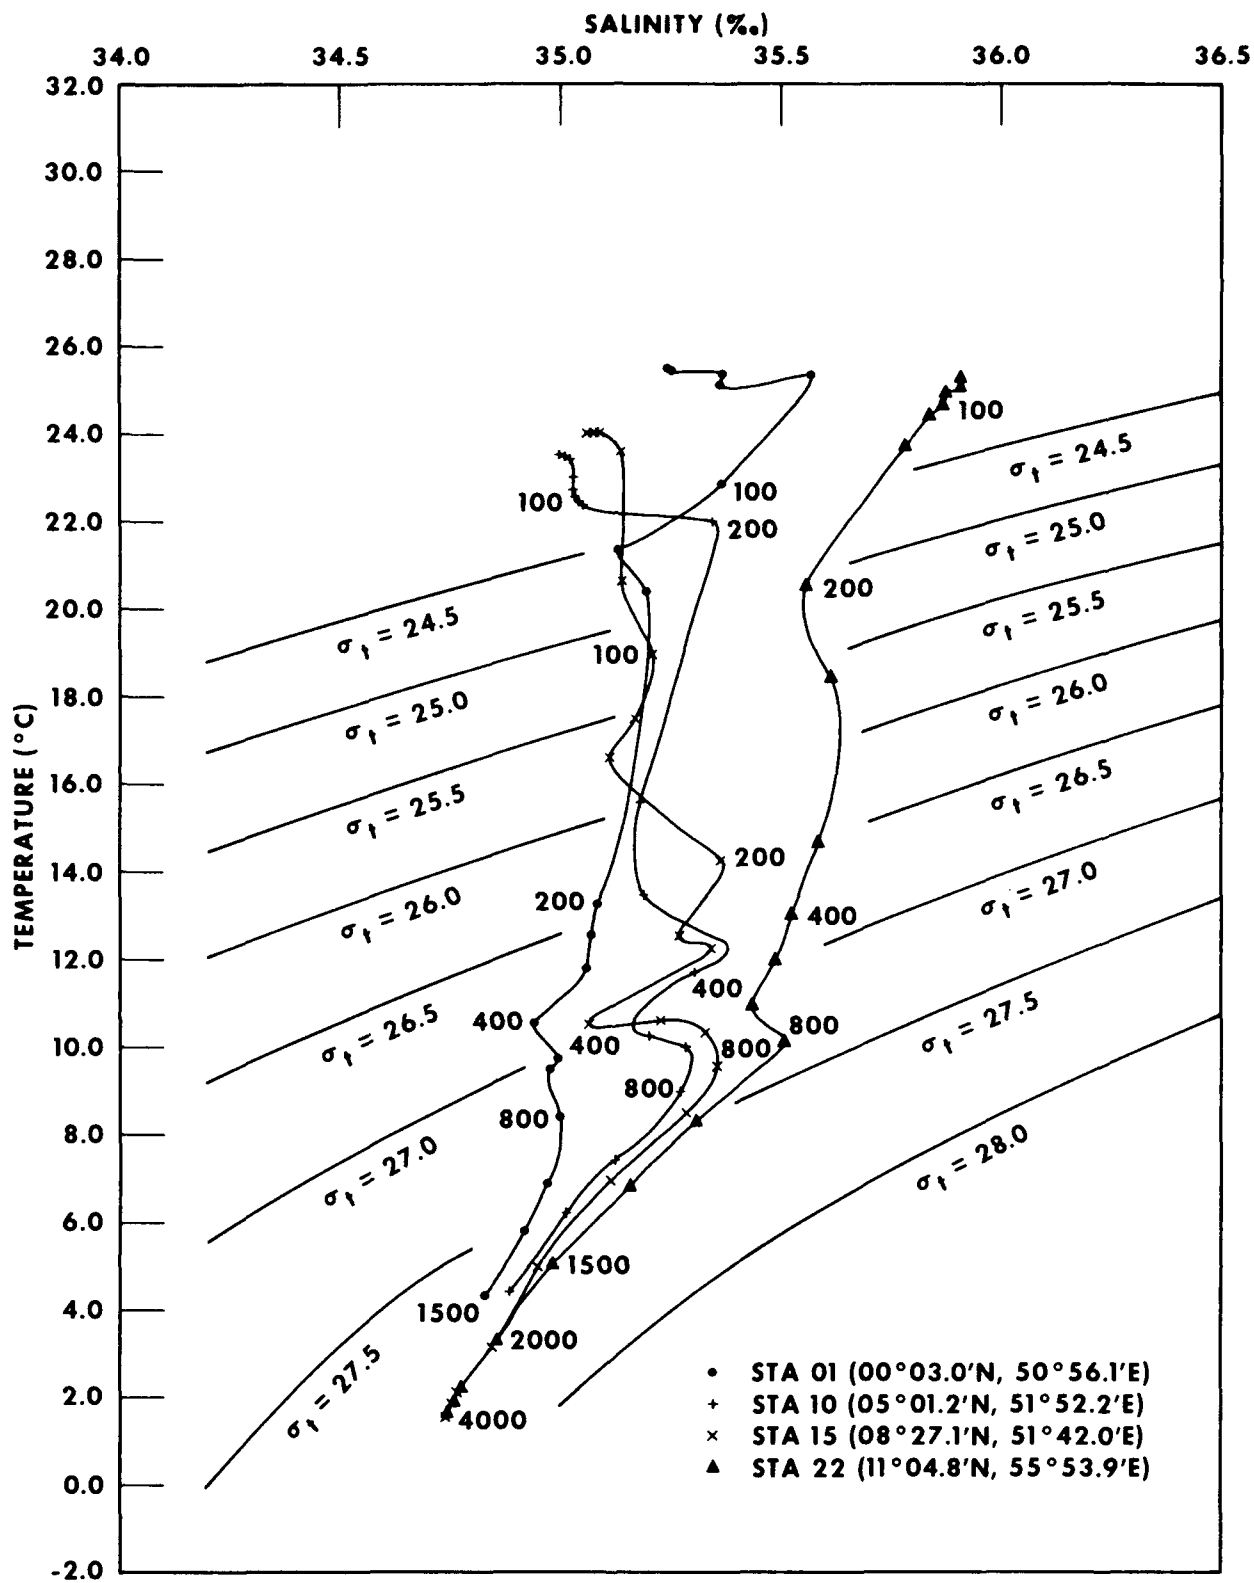 SALINITY (‰)
34.0 34.5 35.0 35.5 36.0 36.5
32.0
30.0
28.0
26.0
24.0
22.0
20.0
18.0
16.0
14.0
12.0
10.0
8.0
6.0
4.0
2.0
0.0
-2.0
TEMPERATURE (°C)
100
σt = 24.5
100
100
200
σt = 25.0
200
σt = 24.5
σt = 25.5
100
σt = 25.0
σt = 26.0
σt = 25.5
σt = 26.5
200
σt = 26.0
200
400
σt = 27.0
400
σt = 26.5
400
400
800
800
σt = 27.5
800
800
σt = 27.0
σt = 28.0
1500
1500
2000
σt = 27.5
4000
• STA 01 (00°03.0'N, 50°56.1'E)
+ STA 10 (05°01.2'N, 51°52.2'E)
× STA 15 (08°27.1'N, 51°42.0'E)
▲ STA 22 (11°04.8'N, 55°53.9'E)